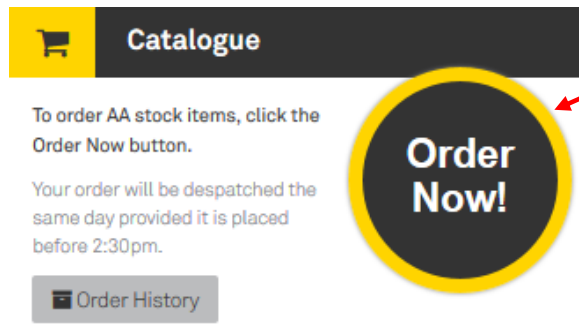 Catalogue
To order AA stock items, click the
Order Now button.
Your order will be despatched the
same day provided it is placed
before 2:30pm.
Order History
Order
Now!